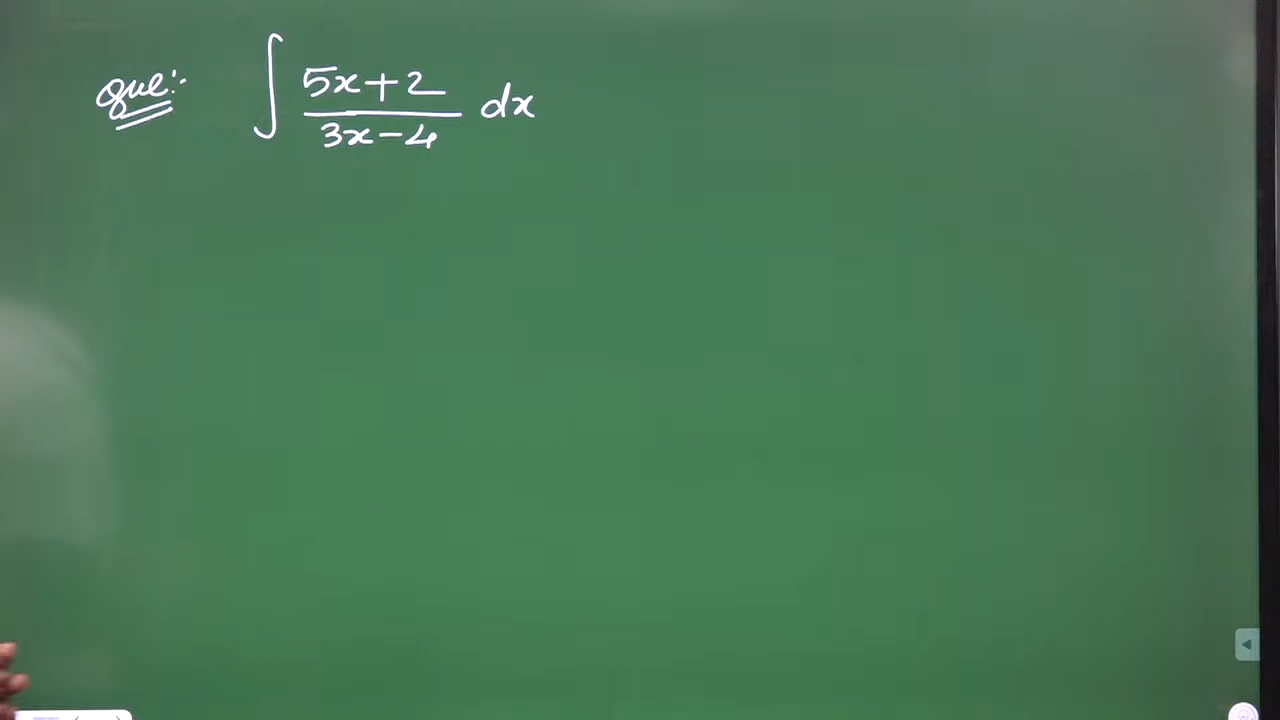 Que:- ∫ (5x+2)/(3x-4) dx